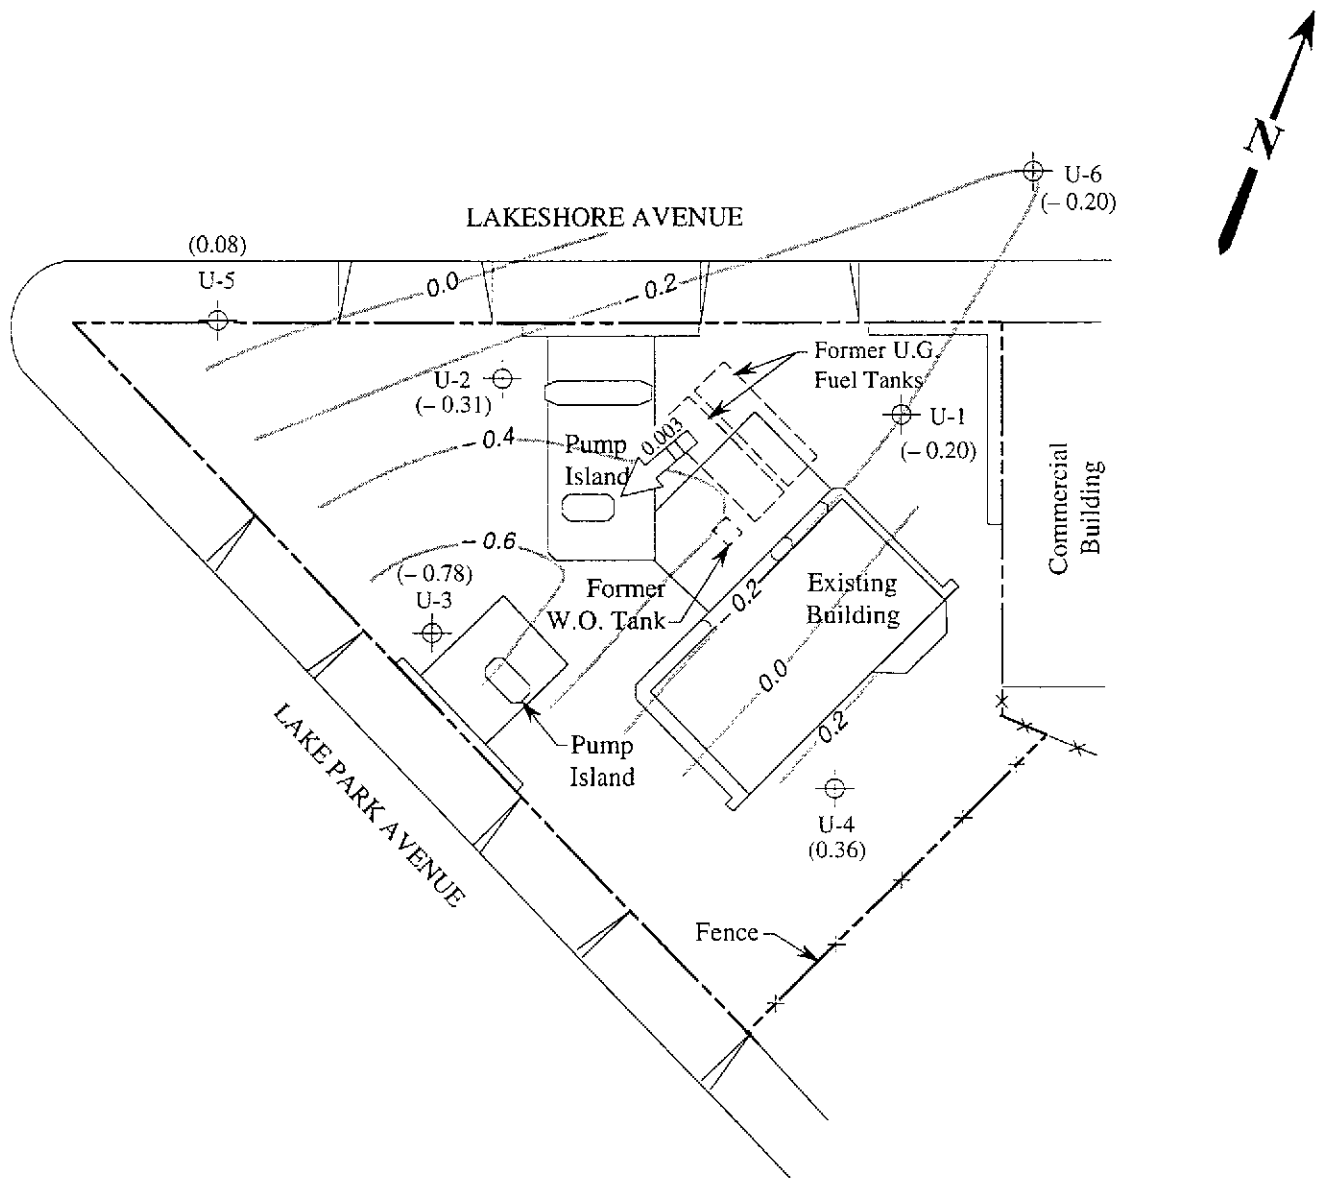 N
U-6
(– 0.20)
LAKESHORE AVENUE
(0.08)
U-5
0.0
– 0.2
Former U.G.
Fuel Tanks
U-2
(– 0.31)
U-1
(– 0.20)
– 0.4
0.003
Pump
Island
Commercial
Building
– 0.6
(– 0.78)
U-3
Former
W.O. Tank
0.2
Existing
Building
0.0
0.2
Pump
Island
LAKE PARK AVENUE
U-4
(0.36)
Fence